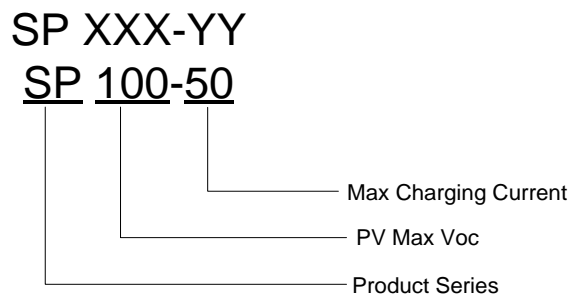 SP XXX-YY
SP 100-50
Max Charging Current
PV Max Voc
Product Series